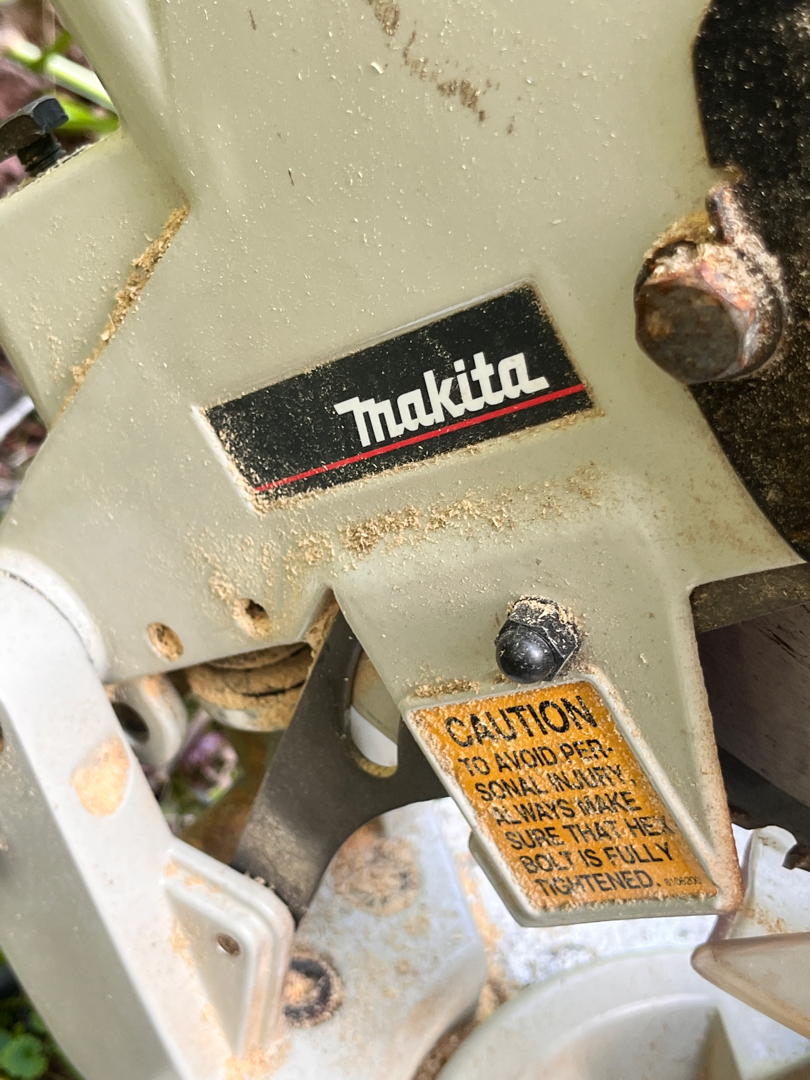 makita
CAUTION
TO AVOID PER-
SONAL INJURY
ALWAYS MAKE
SURE THAT HEX
BOLT IS FULLY
TIGHTENED.